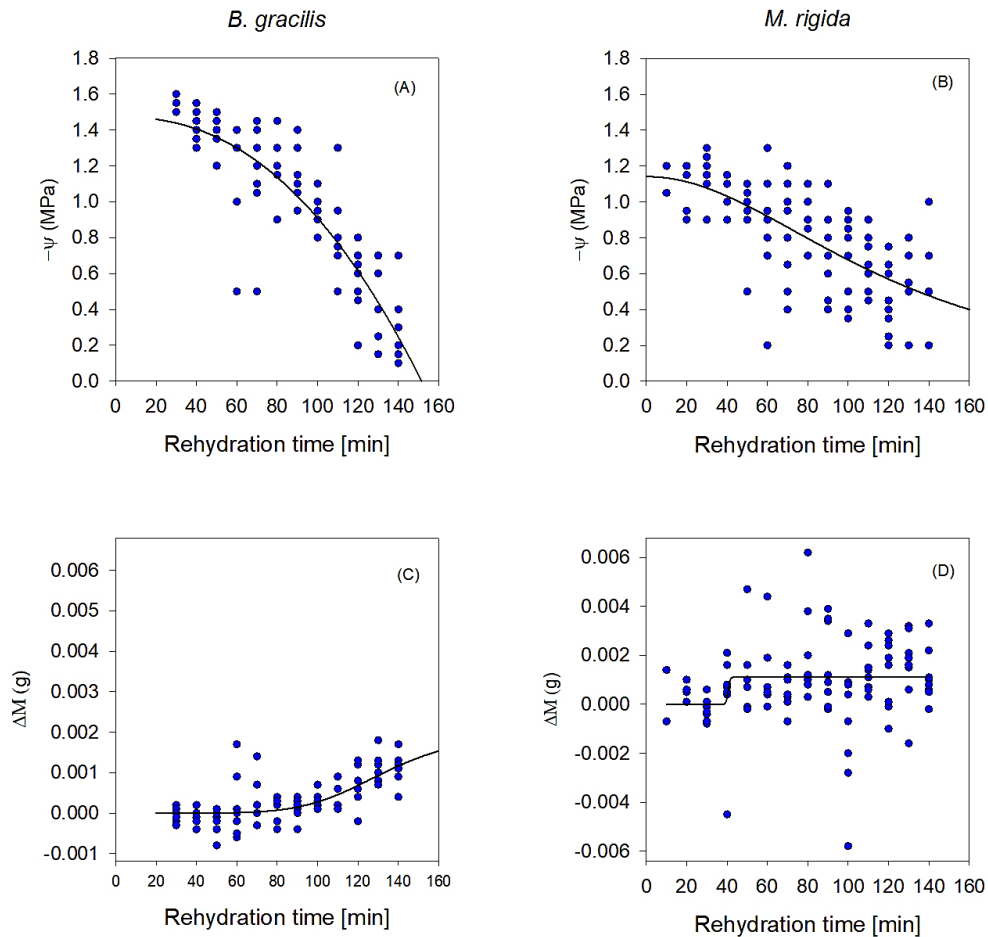 B. gracilis
M. rigida
1.8
1.6
1.4
1.2
1.0
0.8
0.6
0.4
0.2
0.0
−ψ (MPa)
(A)
0 20 40 60 80 100 120 140 160
Rehydration time [min]
1.8
1.6
1.4
1.2
1.0
0.8
0.6
0.4
0.2
0.0
−ψ (MPa)
(B)
0 20 40 60 80 100 120 140 160
Rehydration time [min]
0.006
0.005
0.004
0.003
0.002
0.001
0.000
-0.001
ΔM (g)
(C)
0 20 40 60 80 100 120 140 160
Rehydration time [min]
0.006
0.004
0.002
0.000
-0.002
-0.004
-0.006
ΔM (g)
(D)
0 20 40 60 80 100 120 140 160
Rehydration time [min]